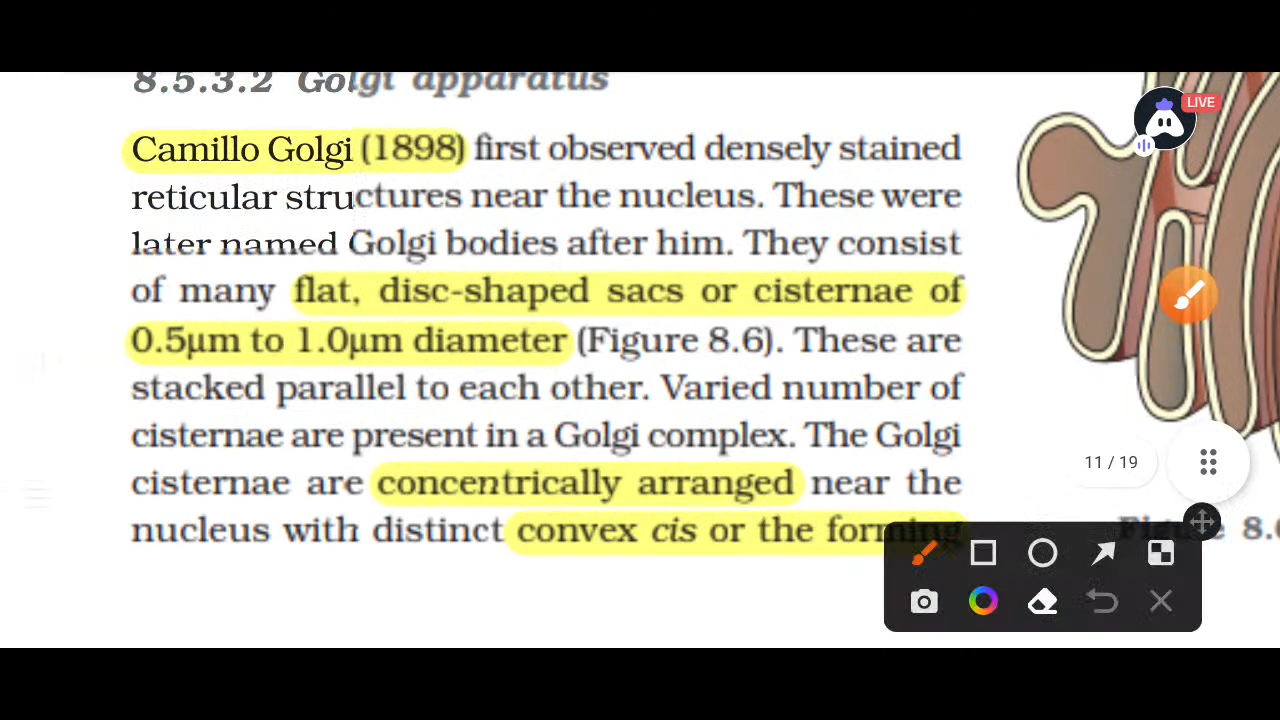 8.5.3.2 Golgi apparatus
LIVE
Camillo Golgi (1898) first observed densely stained
reticular structures near the nucleus. These were
later named Golgi bodies after him. They consist
of many flat, disc-shaped sacs or cisternae of
0.5µm to 1.0µm diameter (Figure 8.6). These are
stacked parallel to each other. Varied number of
cisternae are present in a Golgi complex. The Golgi
11 / 19
cisternae are concentrically arranged near the
nucleus with distinct convex cis or the forming
Figure 8.